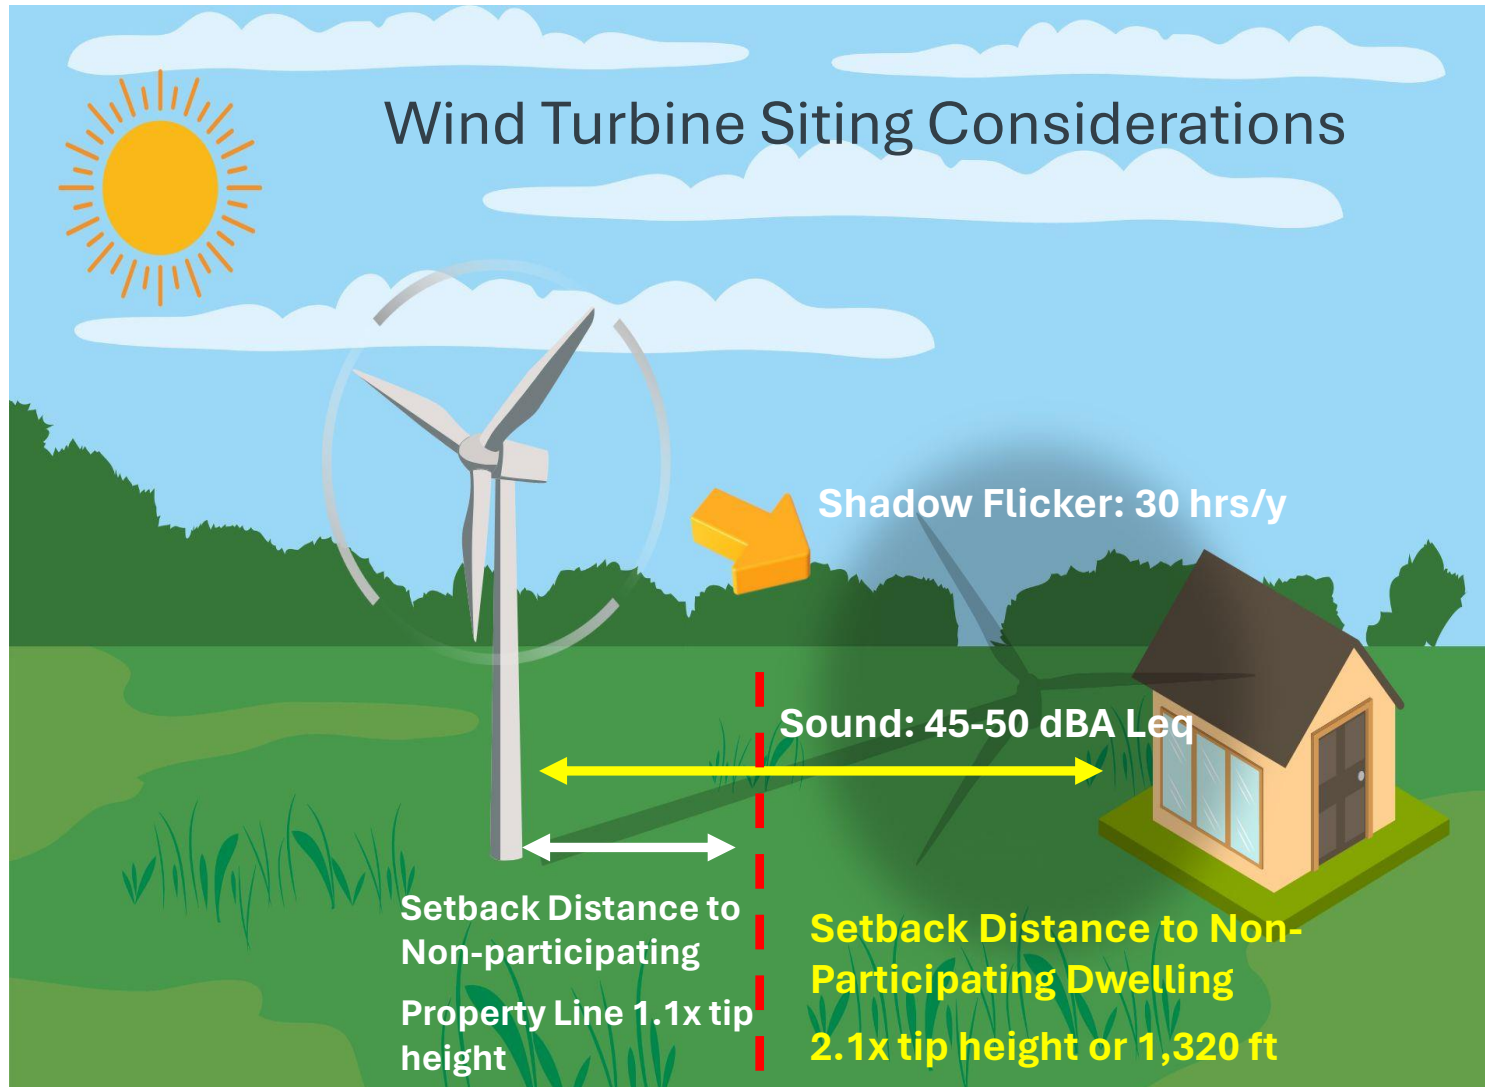 Wind Turbine Siting Considerations
Shadow Flicker: 30 hrs/y
Sound: 45-50 dBA Leq
Setback Distance to
Non-participating
Property Line 1.1x tip
height
Setback Distance to Non-
Participating Dwelling
2.1x tip height or 1,320 ft